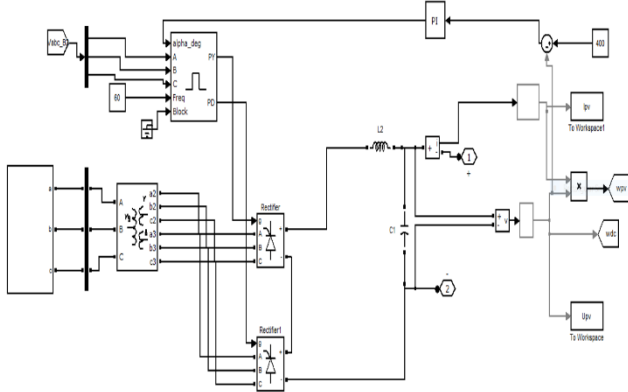 PI
400
alpha_deg
A
B
C
Freq
Block
PY
PD
60
a
b
c
A
B
C
a2
b2
c2
a3
b3
c3
Y
Rectifier
g
A
B
C
+
-
Rectifier1
g
A
B
C
+
-
L2
C1
+
i
-
1
+
+
v
-
-
2
Ipv
To Workspace1
x
wpv
wdc
Upv
To Workspace